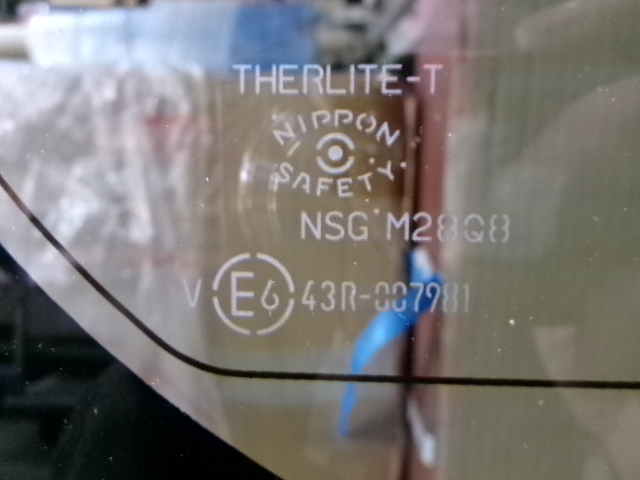 THERLITE-T
NIPPON
SAFETY
NSG M28Q8
V E6 43R-007981